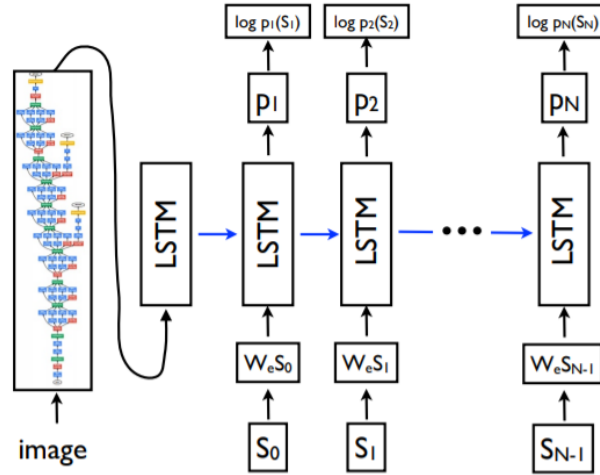 log p₁(S₁) log p₂(S₂) log pN(SN)
p₁ p₂ pN
LSTM LSTM LSTM ••• LSTM
WeS₀ WeS₁ WeSN-1
image S₀ S₁ SN-1